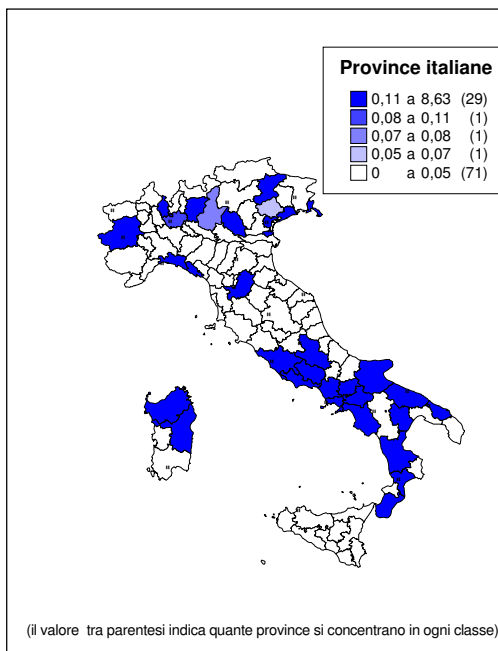 Province italiane
0,11 a 8,63 (29)
0,08 a 0,11 (1)
0,07 a 0,08 (1)
0,05 a 0,07 (1)
0 a 0,05 (71)
(il valore tra parentesi indica quante province si concentrano in ogni classe)